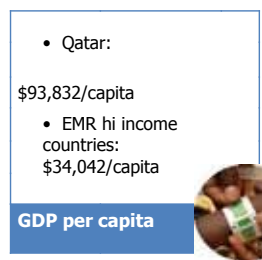 • Qatar:
$93,832/capita
• EMR hi income
countries:
$34,042/capita
GDP per capita